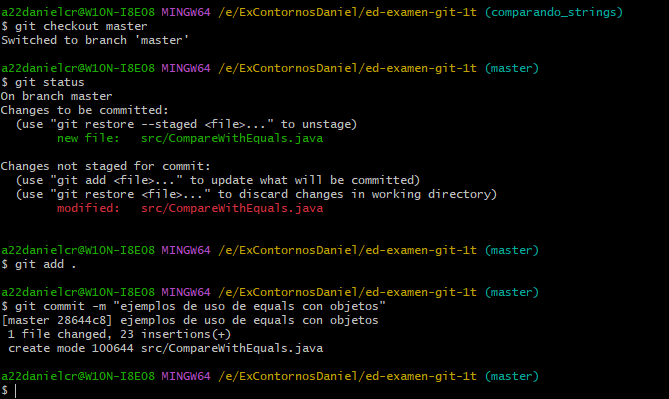 a22danielcr@W10N-I8E08 MINGW64 /e/ExContornosDaniel/ed-examen-git-1t (comparando_strings)
$ git checkout master
Switched to branch 'master'
a22danielcr@W10N-I8E08 MINGW64 /e/ExContornosDaniel/ed-examen-git-1t (master)
$ git status
On branch master
Changes to be committed:
  (use "git restore --staged <file>..." to unstage)
        new file:   src/CompareWithEquals.java
Changes not staged for commit:
  (use "git add <file>..." to update what will be committed)
  (use "git restore <file>..." to discard changes in working directory)
        modified:   src/CompareWithEquals.java
a22danielcr@W10N-I8E08 MINGW64 /e/ExContornosDaniel/ed-examen-git-1t (master)
$ git add .
a22danielcr@W10N-I8E08 MINGW64 /e/ExContornosDaniel/ed-examen-git-1t (master)
$ git commit -m "ejemplos de uso de equals con objetos"
[master 28644c8] ejemplos de uso de equals con objetos
 1 file changed, 23 insertions(+)
 create mode 100644 src/CompareWithEquals.java
a22danielcr@W10N-I8E08 MINGW64 /e/ExContornosDaniel/ed-examen-git-1t (master)
$